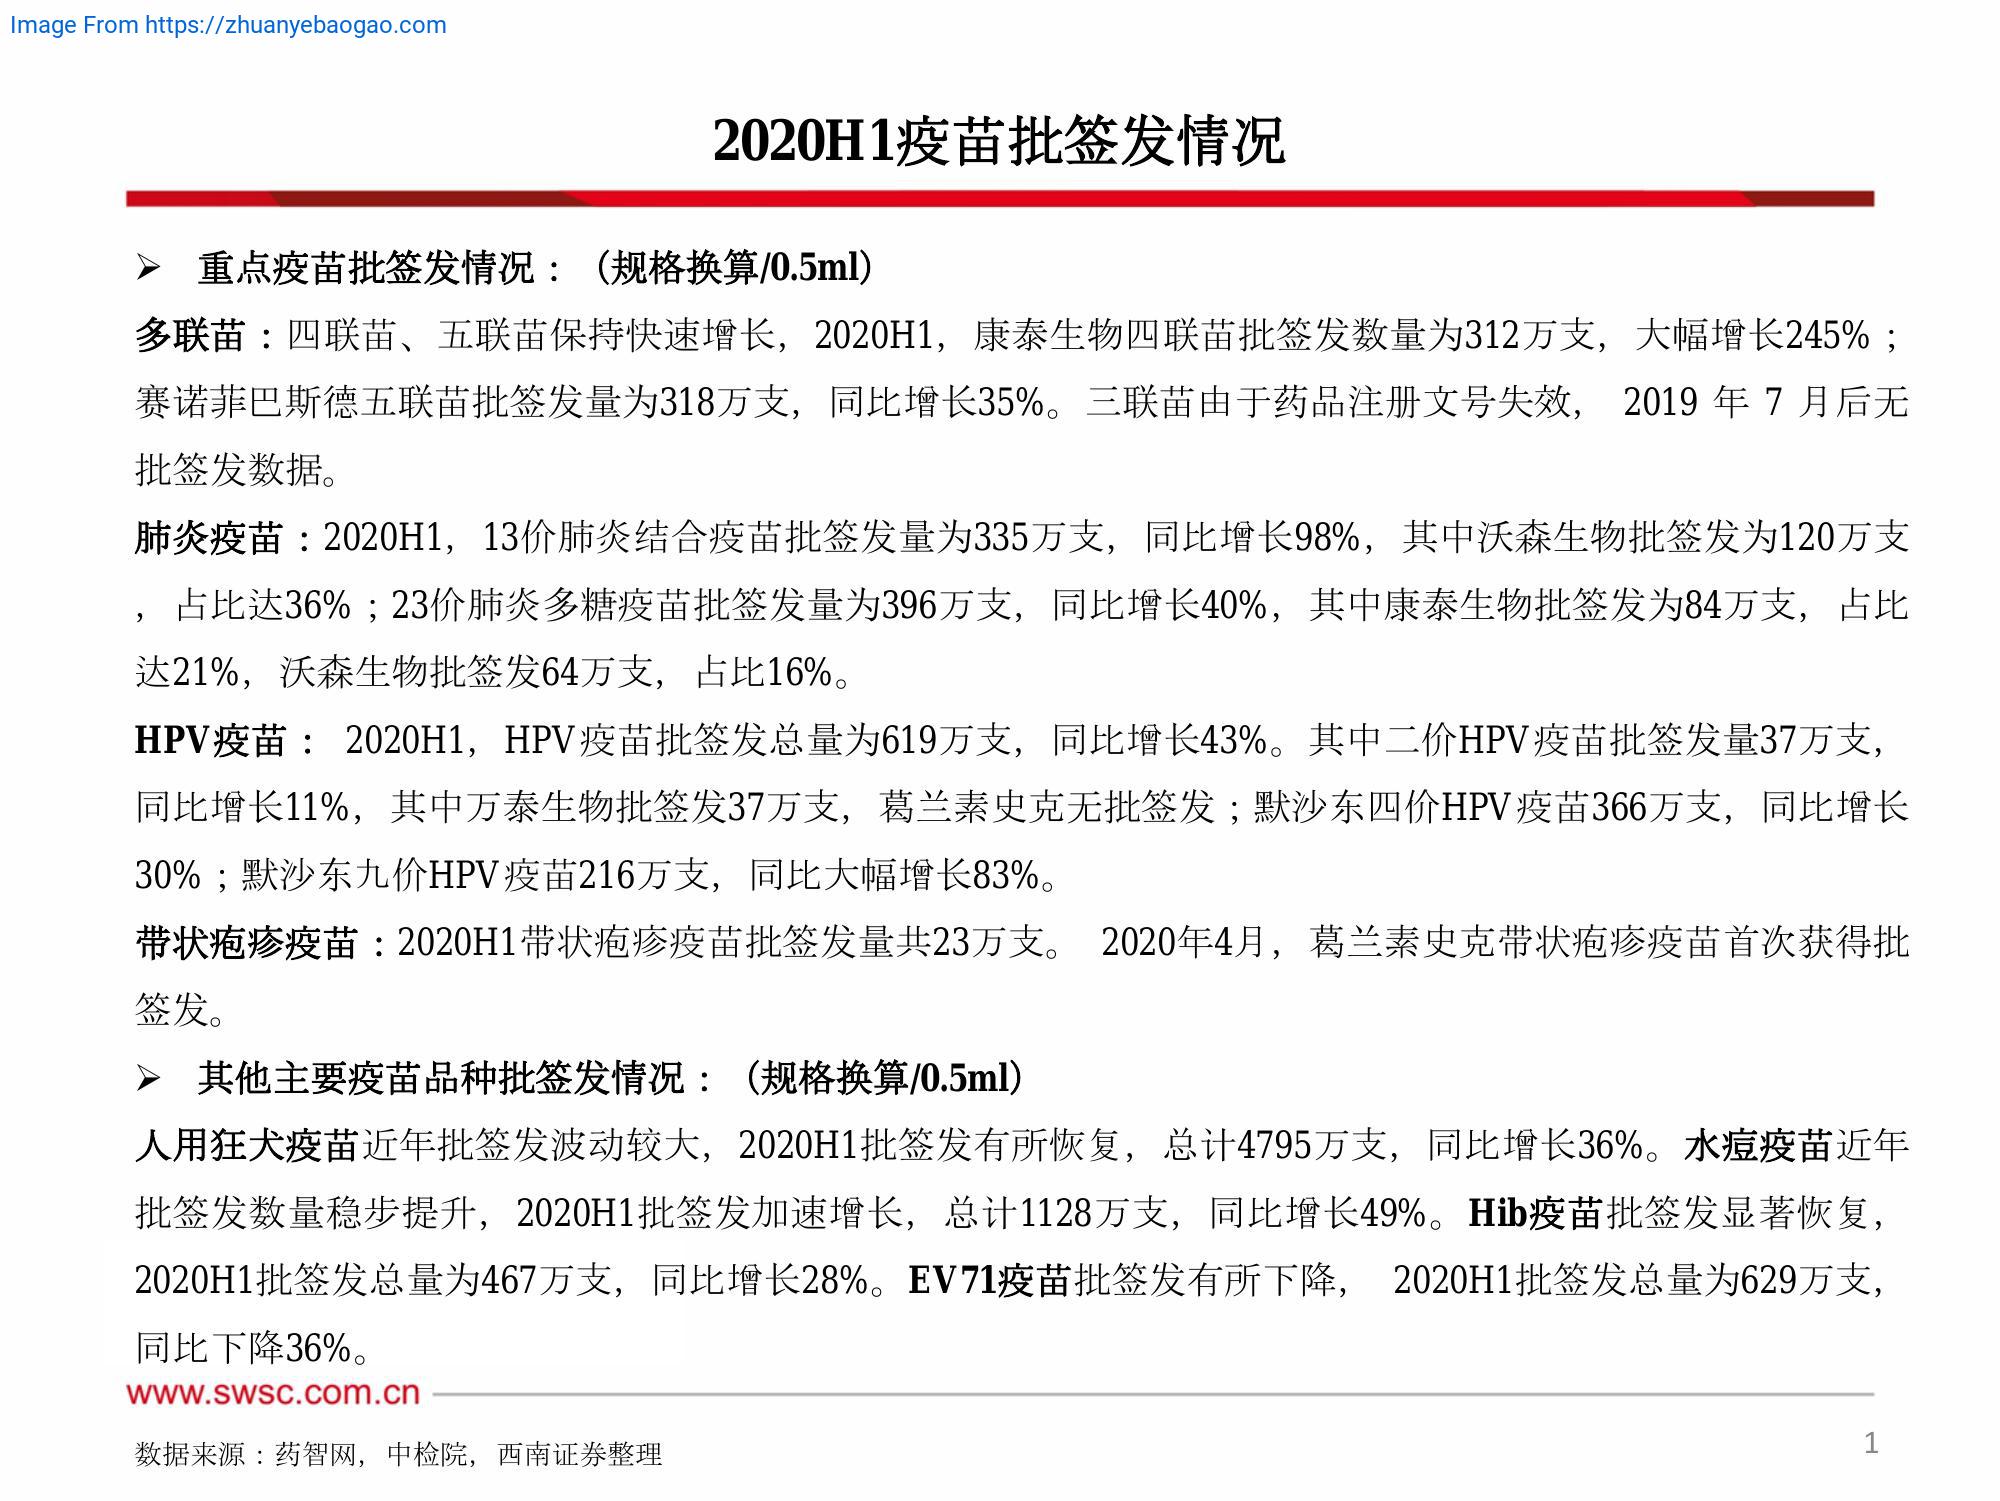 Image From https://zhuanyebaogao.com
2020H1疫苗批签发情况
➢ 重点疫苗批签发情况：（规格换算/0.5ml）
多联苗：四联苗、五联苗保持快速增长，2020H1，康泰生物四联苗批签发数量为312万支，大幅增长245%；
赛诺菲巴斯德五联苗批签发量为318万支，同比增长35%。三联苗由于药品注册文号失效， 2019 年 7 月后无
批签发数据。
肺炎疫苗：2020H1，13价肺炎结合疫苗批签发量为335万支，同比增长98%，其中沃森生物批签发为120万支
，占比达36%；23价肺炎多糖疫苗批签发量为396万支，同比增长40%，其中康泰生物批签发为84万支，占比
达21%，沃森生物批签发64万支，占比16%。
HPV疫苗： 2020H1，HPV疫苗批签发总量为619万支，同比增长43%。其中二价HPV疫苗批签发量37万支，
同比增长11%，其中万泰生物批签发37万支，葛兰素史克无批签发；默沙东四价HPV疫苗366万支，同比增长
30%；默沙东九价HPV疫苗216万支，同比大幅增长83%。
带状疱疹疫苗：2020H1带状疱疹疫苗批签发量共23万支。 2020年4月，葛兰素史克带状疱疹疫苗首次获得批
签发。
➢ 其他主要疫苗品种批签发情况：（规格换算/0.5ml）
人用狂犬疫苗近年批签发波动较大，2020H1批签发有所恢复，总计4795万支，同比增长36%。水痘疫苗近年
批签发数量稳步提升，2020H1批签发加速增长，总计1128万支，同比增长49%。Hib疫苗批签发显著恢复，
2020H1批签发总量为467万支，同比增长28%。EV71疫苗批签发有所下降， 2020H1批签发总量为629万支，
同比下降36%。
www.swsc.com.cn
数据来源：药智网，中检院，西南证券整理
1